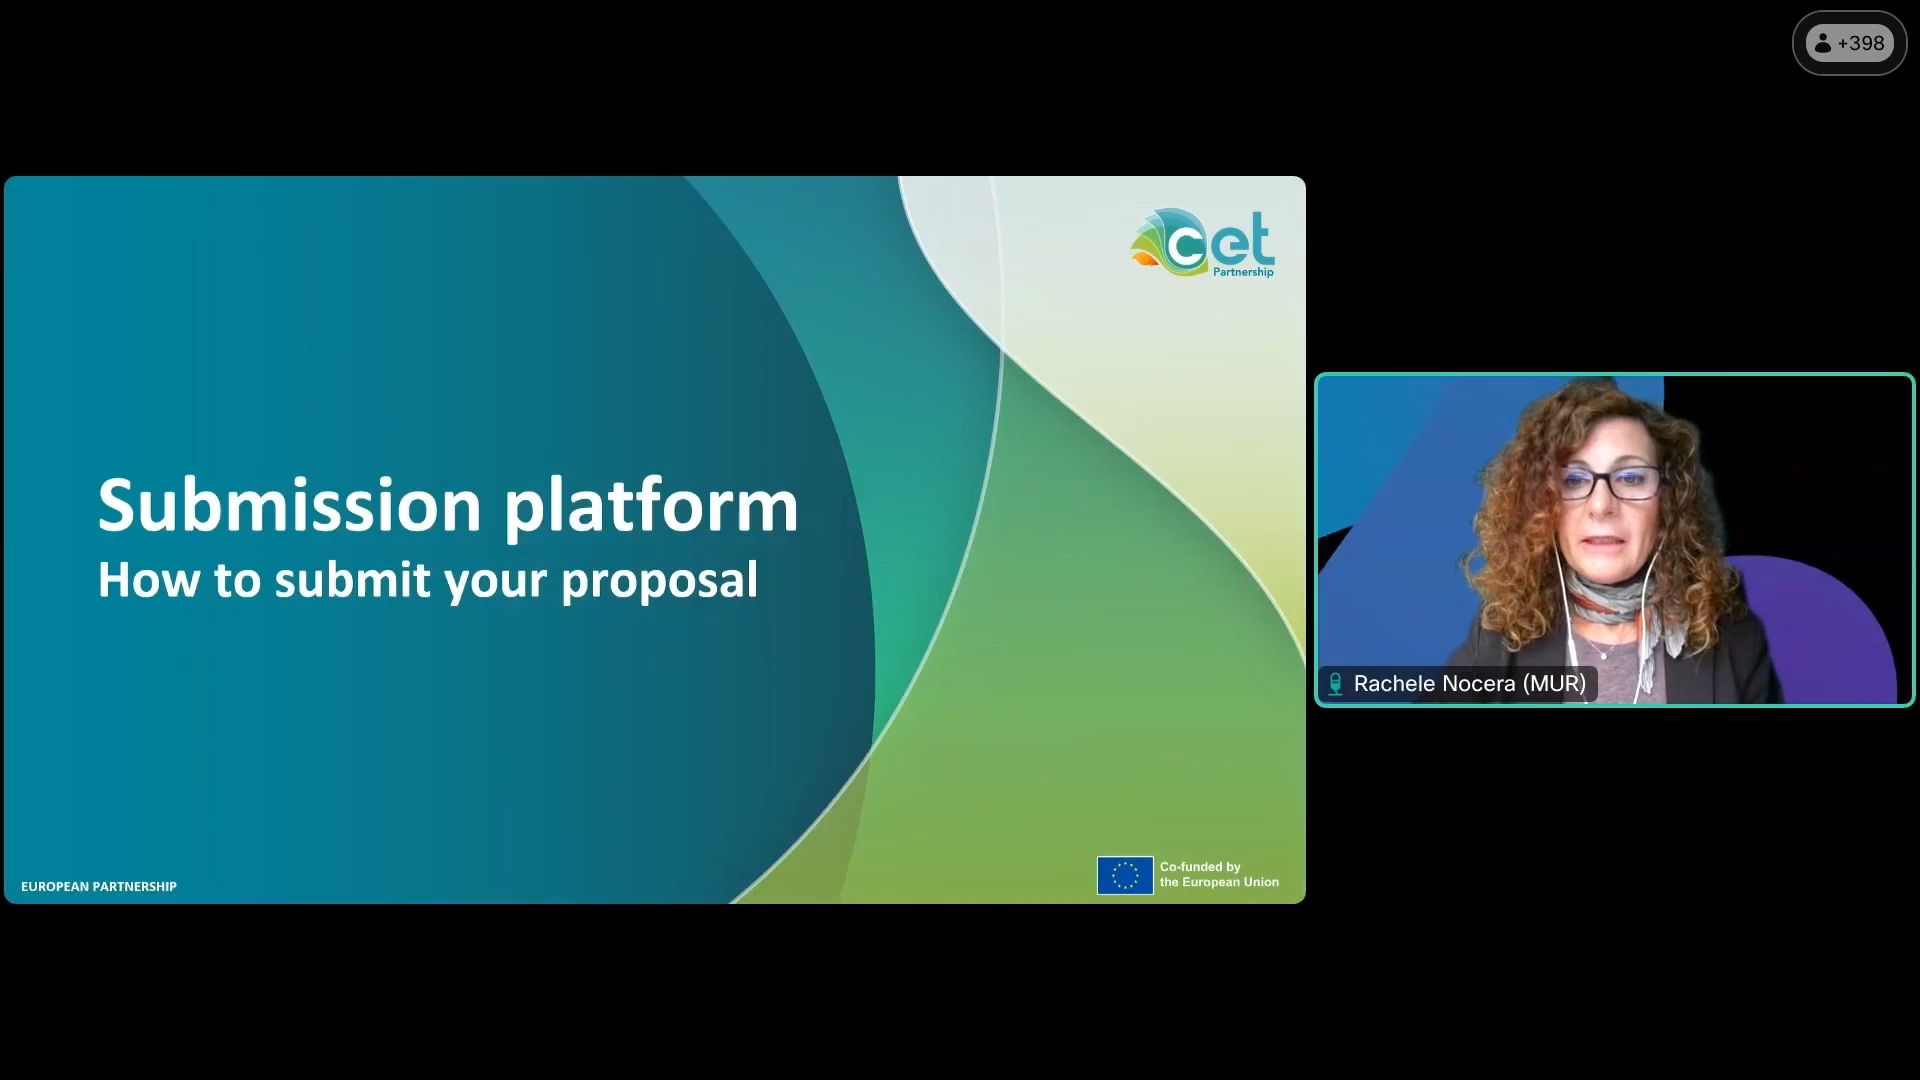 +398
cet
Partnership
Submission platform
How to submit your proposal
Rachele Nocera (MUR)
EUROPEAN PARTNERSHIP
Co-funded by
the European Union